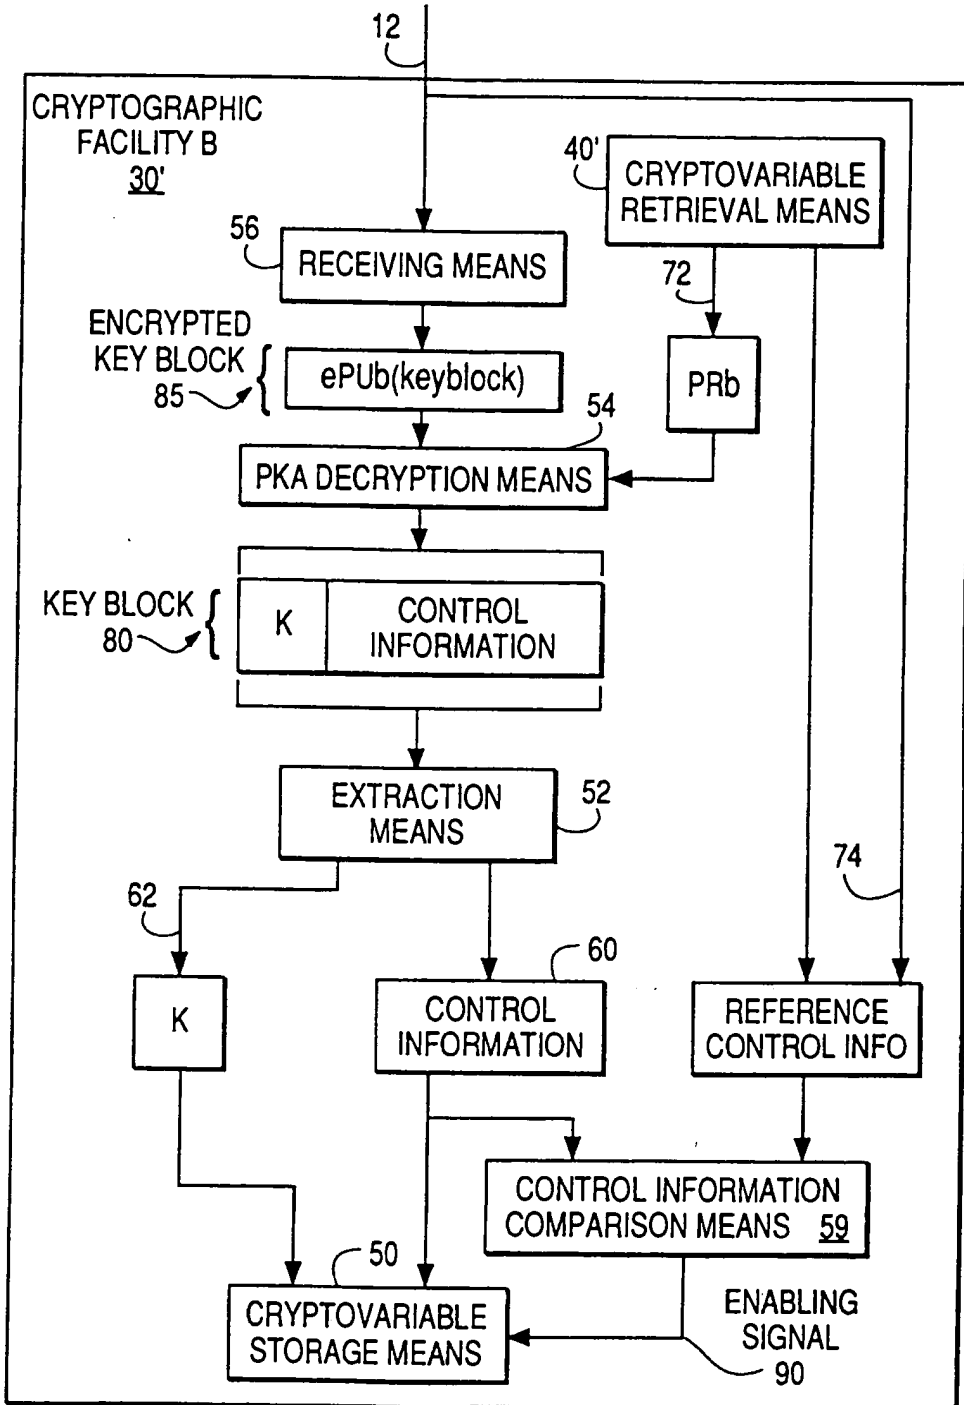 12
CRYPTOGRAPHIC
FACILITY B
30'
40'
CRYPTOVARIABLE
RETRIEVAL MEANS
56
RECEIVING MEANS
72
ENCRYPTED
KEY BLOCK
85
{
ePUb(keyblock)
PRb
54
PKA DECRYPTION MEANS
KEY BLOCK
80
{
K
CONTROL
INFORMATION
EXTRACTION
MEANS
52
62
74
60
K
CONTROL
INFORMATION
REFERENCE
CONTROL INFO
CONTROL INFORMATION
COMPARISON MEANS 59
50
CRYPTOVARIABLE
STORAGE MEANS
ENABLING
SIGNAL
90